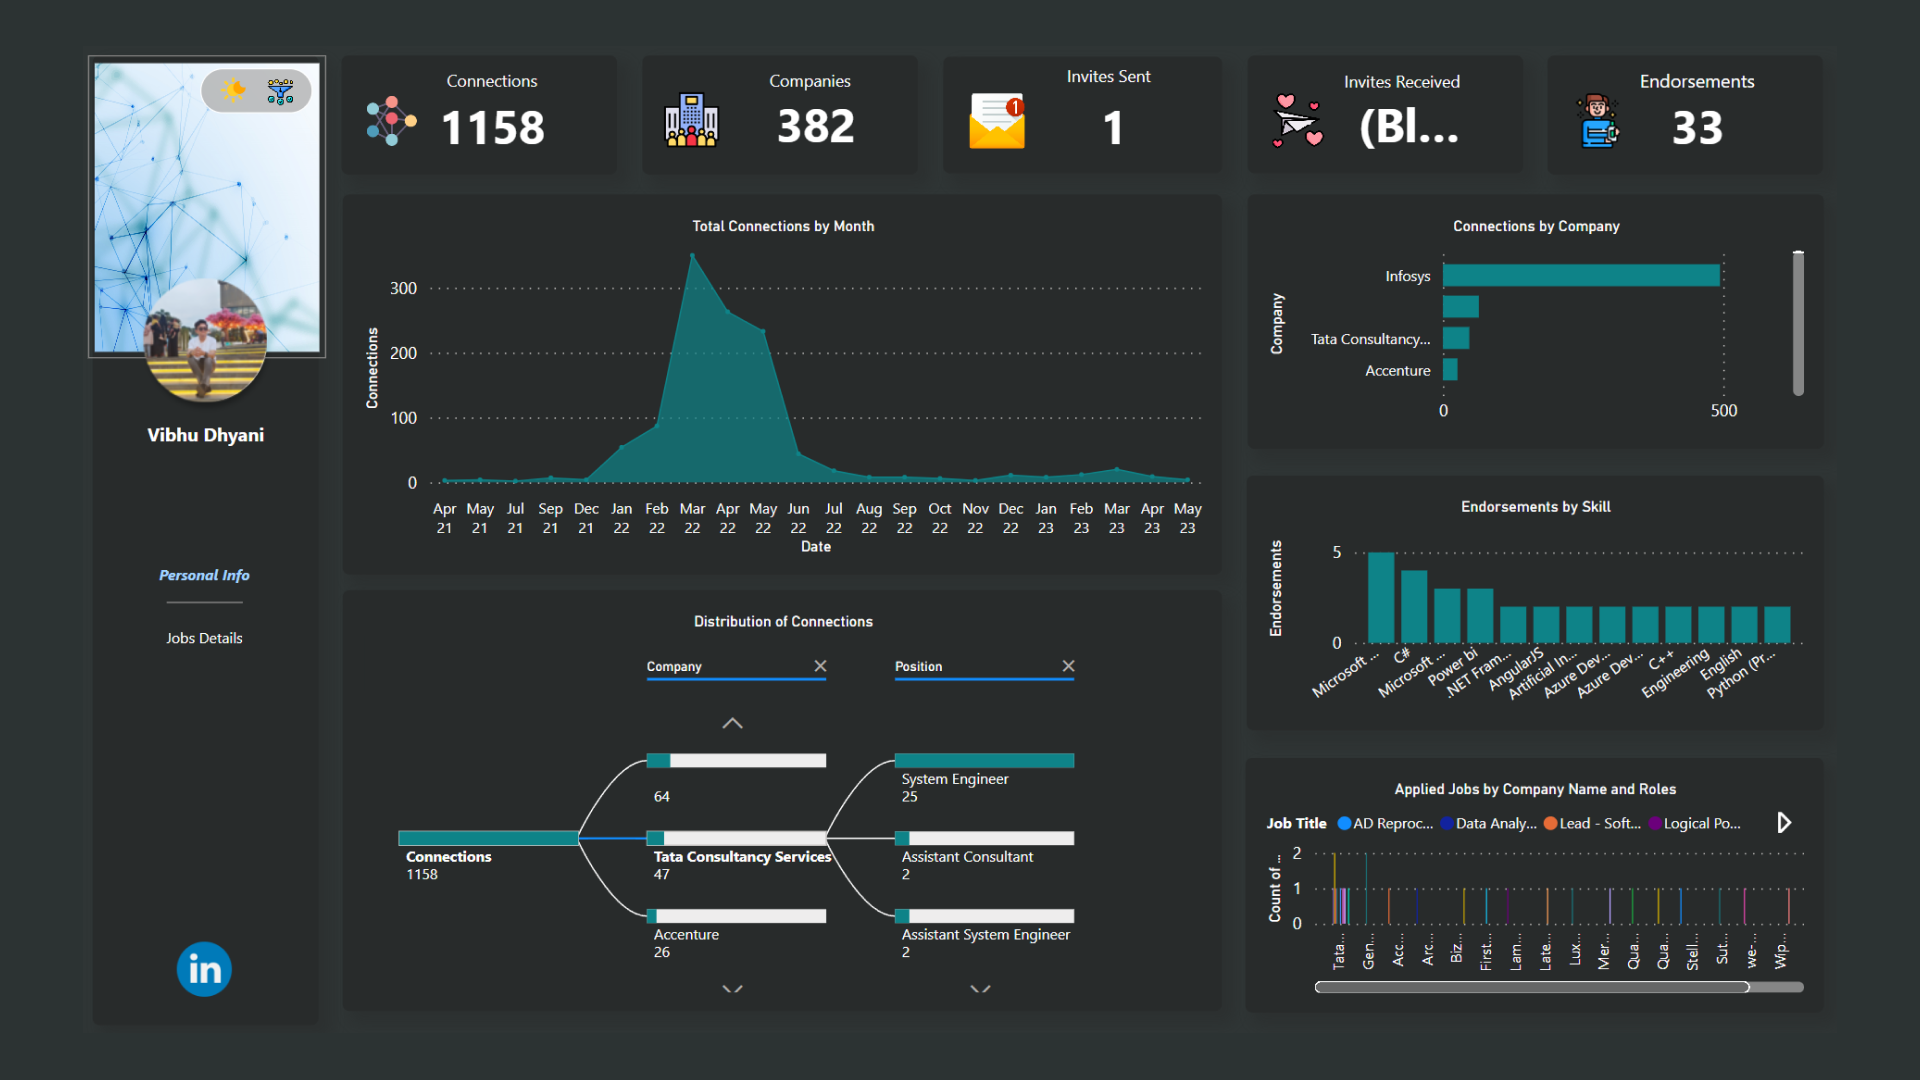 Connections
1158
Companies
382
Invites Sent
1
1
Invites Received
(Bl...
Endorsements
33
Vibhu Dhyani
Personal Info
Jobs Details
in
Total Connections by Month
Connections
300
200
100
0
Apr 21
May 21
Jul 21
Sep 21
Dec 21
Jan 22
Feb 22
Mar 22
Apr 22
May 22
Jun 22
Jul 22
Aug 22
Sep 22
Oct 22
Nov 22
Dec 22
Jan 23
Feb 23
Mar 23
Apr 23
May 23
Date
Connections by Company
Company
Infosys
Tata Consultancy...
Accenture
0
500
Distribution of Connections
Company
Position
Connections
1158
64
Tata Consultancy Services
47
Accenture
26
System Engineer
25
Assistant Consultant
2
Assistant System Engineer
2
Endorsements by Skill
Endorsements
5
0
Microsoft ...
C#
Microsoft ...
Power bi
.NET Fram...
AngularJS
Artificial In...
Azure Dev...
Azure Dev...
C++
Engineering
English
Python (Pr...
Applied Jobs by Company Name and Roles
Job Title
AD Reproc...
Data Analy...
Lead - Soft...
Logical Po...
Count of ...
2
1
0
Tata...
Gen...
Acc...
Arc...
Biz...
First...
Lam...
Late...
Lux...
Mer...
Qua...
Qua...
Stell...
Sut...
we-...
Wip...